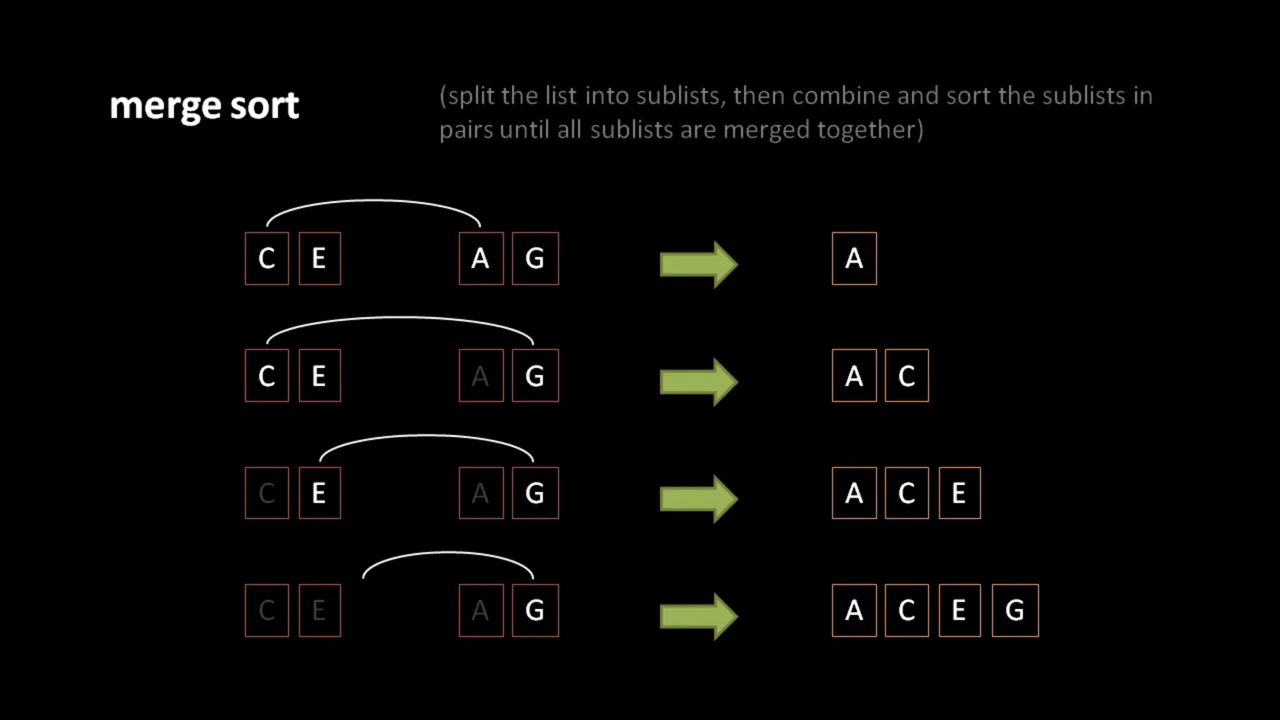 merge sort
(split the list into sublists, then combine and sort the sublists in
pairs until all sublists are merged together)
C E A G A
C E A G A C
C E A G A C E
C E A G A C E G